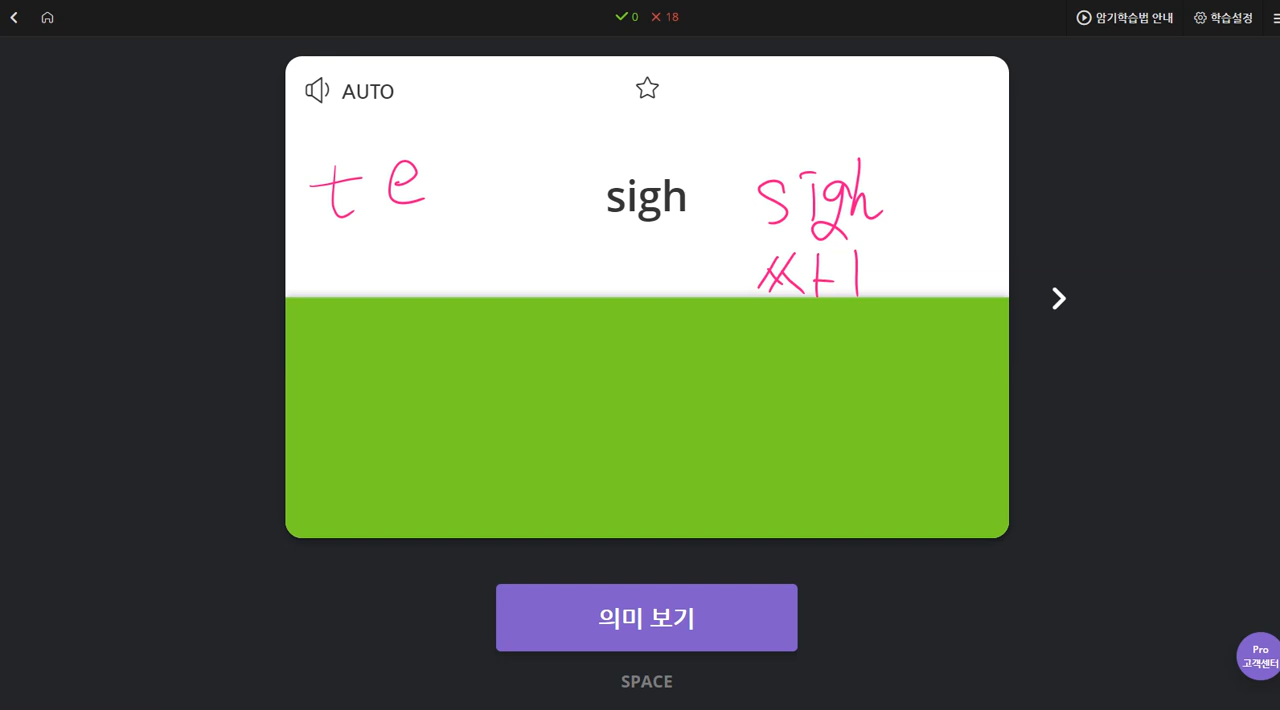 0 18 암기학습법 안내 학습설정
AUTO
te sigh sigh
ㅆㅏㅣ
의미 보기
SPACE
Pro
고객센터